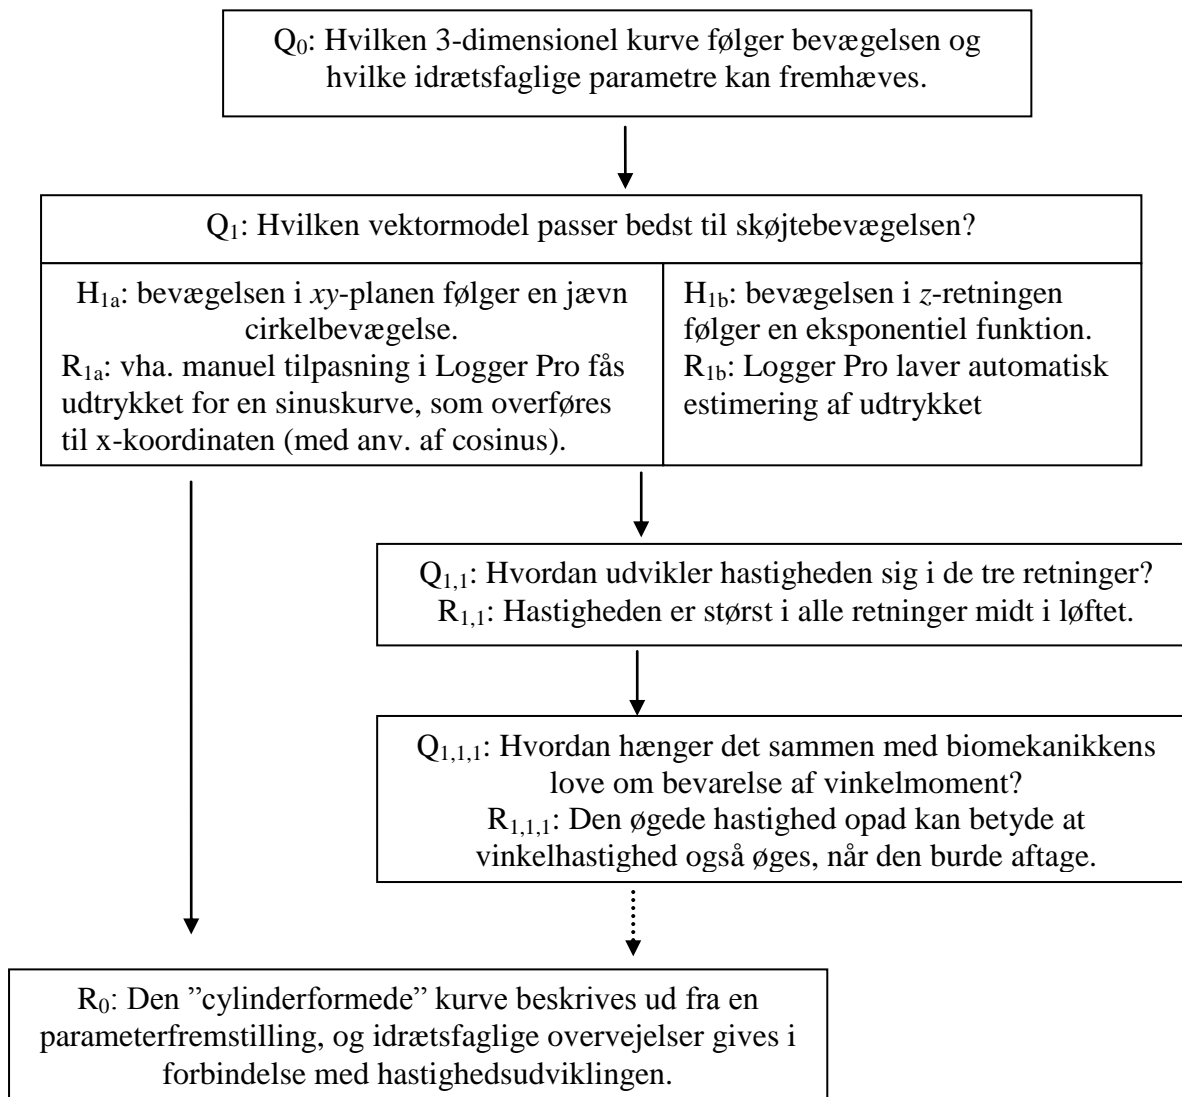 Q0: Hvilken 3-dimensionel kurve følger bevægelsen og
hvilke idrætsfaglige parametre kan fremhæves.
Q1: Hvilken vektormodel passer bedst til skøjtebevægelsen?
H1a: bevægelsen i xy-planen følger en jævn
cirkelbevægelse.
R1a: vha. manuel tilpasning i Logger Pro fås
udtrykket for en sinuskurve, som overføres
til x-koordinaten (med anv. af cosinus).
H1b: bevægelsen i z-retningen
følger en eksponentiel funktion.
R1b: Logger Pro laver automatisk
estimering af udtrykket
Q1,1: Hvordan udvikler hastigheden sig i de tre retninger?
R1,1: Hastigheden er størst i alle retninger midt i løftet.
Q1,1,1: Hvordan hænger det sammen med biomekanikkens
love om bevarelse af vinkelmoment?
R1,1,1: Den øgede hastighed opad kan betyde at
vinkelhastighed også øges, når den burde aftage.
R0: Den ”cylinderformede” kurve beskrives ud fra en
parameterfremstilling, og idrætsfaglige overvejelser gives i
forbindelse med hastighedsudviklingen.